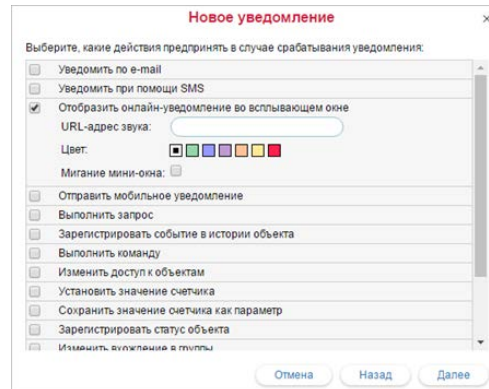 Новое уведомление
Выберите, какие действия предпринять в случае срабатывания уведомления:
Уведомить по e-mail
Уведомить при помощи SMS
Отобразить онлайн-уведомление во всплывающем окне
URL-адрес звука:
Цвет:
Мигание мини-окна:
Отправить мобильное уведомление
Выполнить запрос
Зарегистрировать событие в истории объекта
Выполнить команду
Изменить доступ к объектам
Установить значение счетчика
Сохранить значение счетчика как параметр
Зарегистрировать статус объекта
Изменить вхождение в группы
Отмена Назад Далее